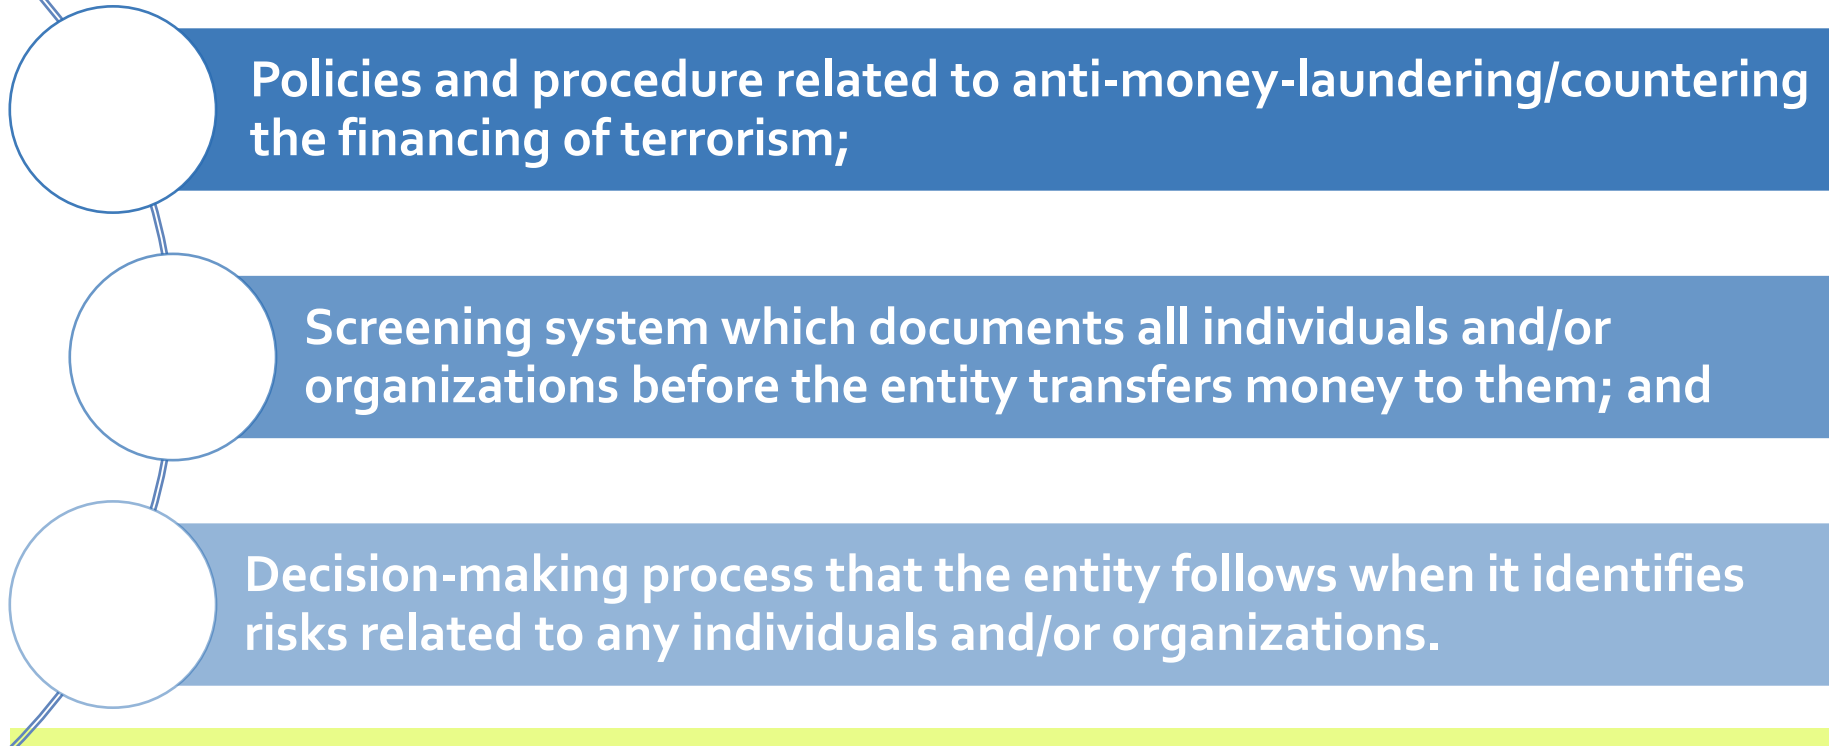 Policies and procedure related to anti-money-laundering/countering
the financing of terrorism;
Screening system which documents all individuals and/or
organizations before the entity transfers money to them; and
Decision-making process that the entity follows when it identifies
risks related to any individuals and/or organizations.